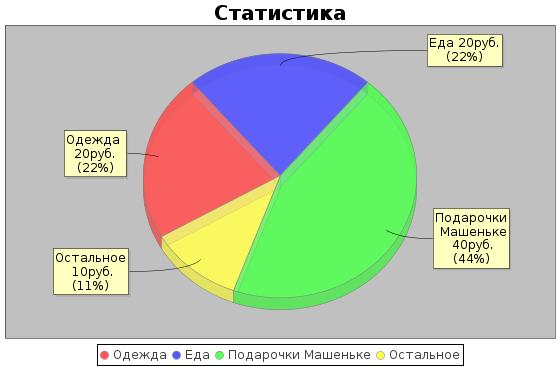 Статистика
Еда 20руб.
(22%)
Одежда
20руб.
(22%)
Подарочки
Машеньке
40руб.
(44%)
Остальное
10руб.
(11%)
Одежда Еда Подарочки Машеньке Остальное